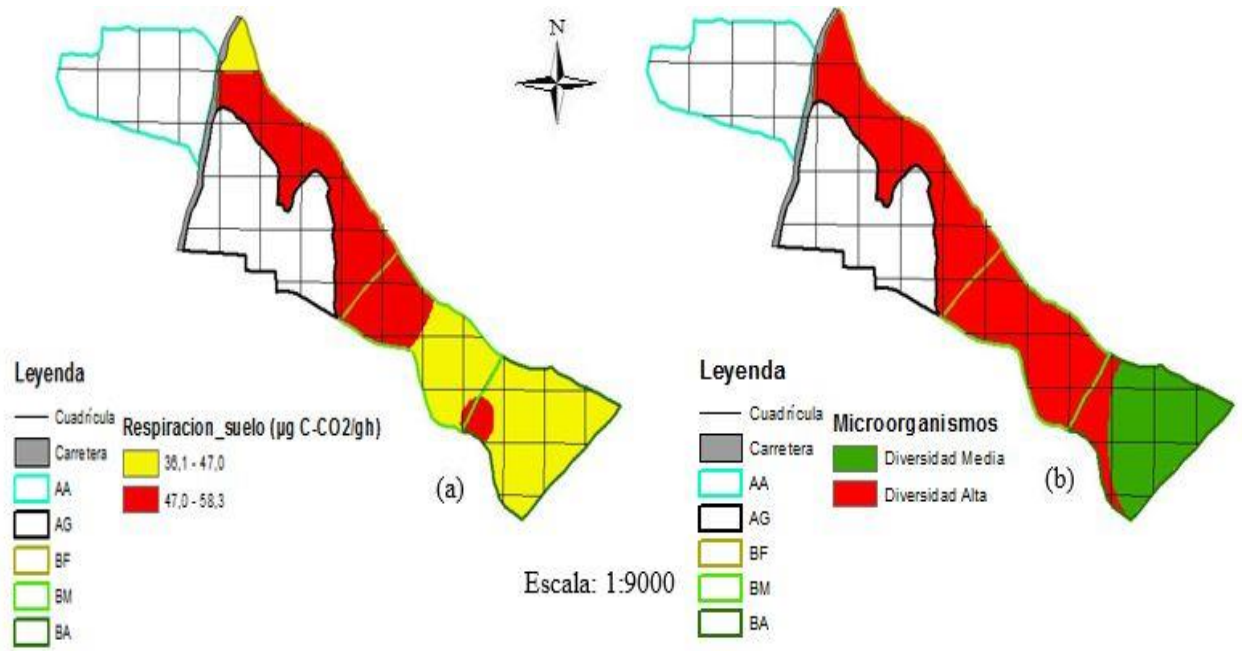 N
Leyenda
Cuadrícula
Carretera
AA
AG
BF
BM
BA
Respiracion_suelo (µg C-CO2/gh)
36,1 - 47,0
47,0 - 58,3
(a)
Escala: 1:9000
Leyenda
Cuadrícula
Carretera
AA
AG
BF
BM
BA
Microorganismos
Diversidad Media
Diversidad Alta
(b)